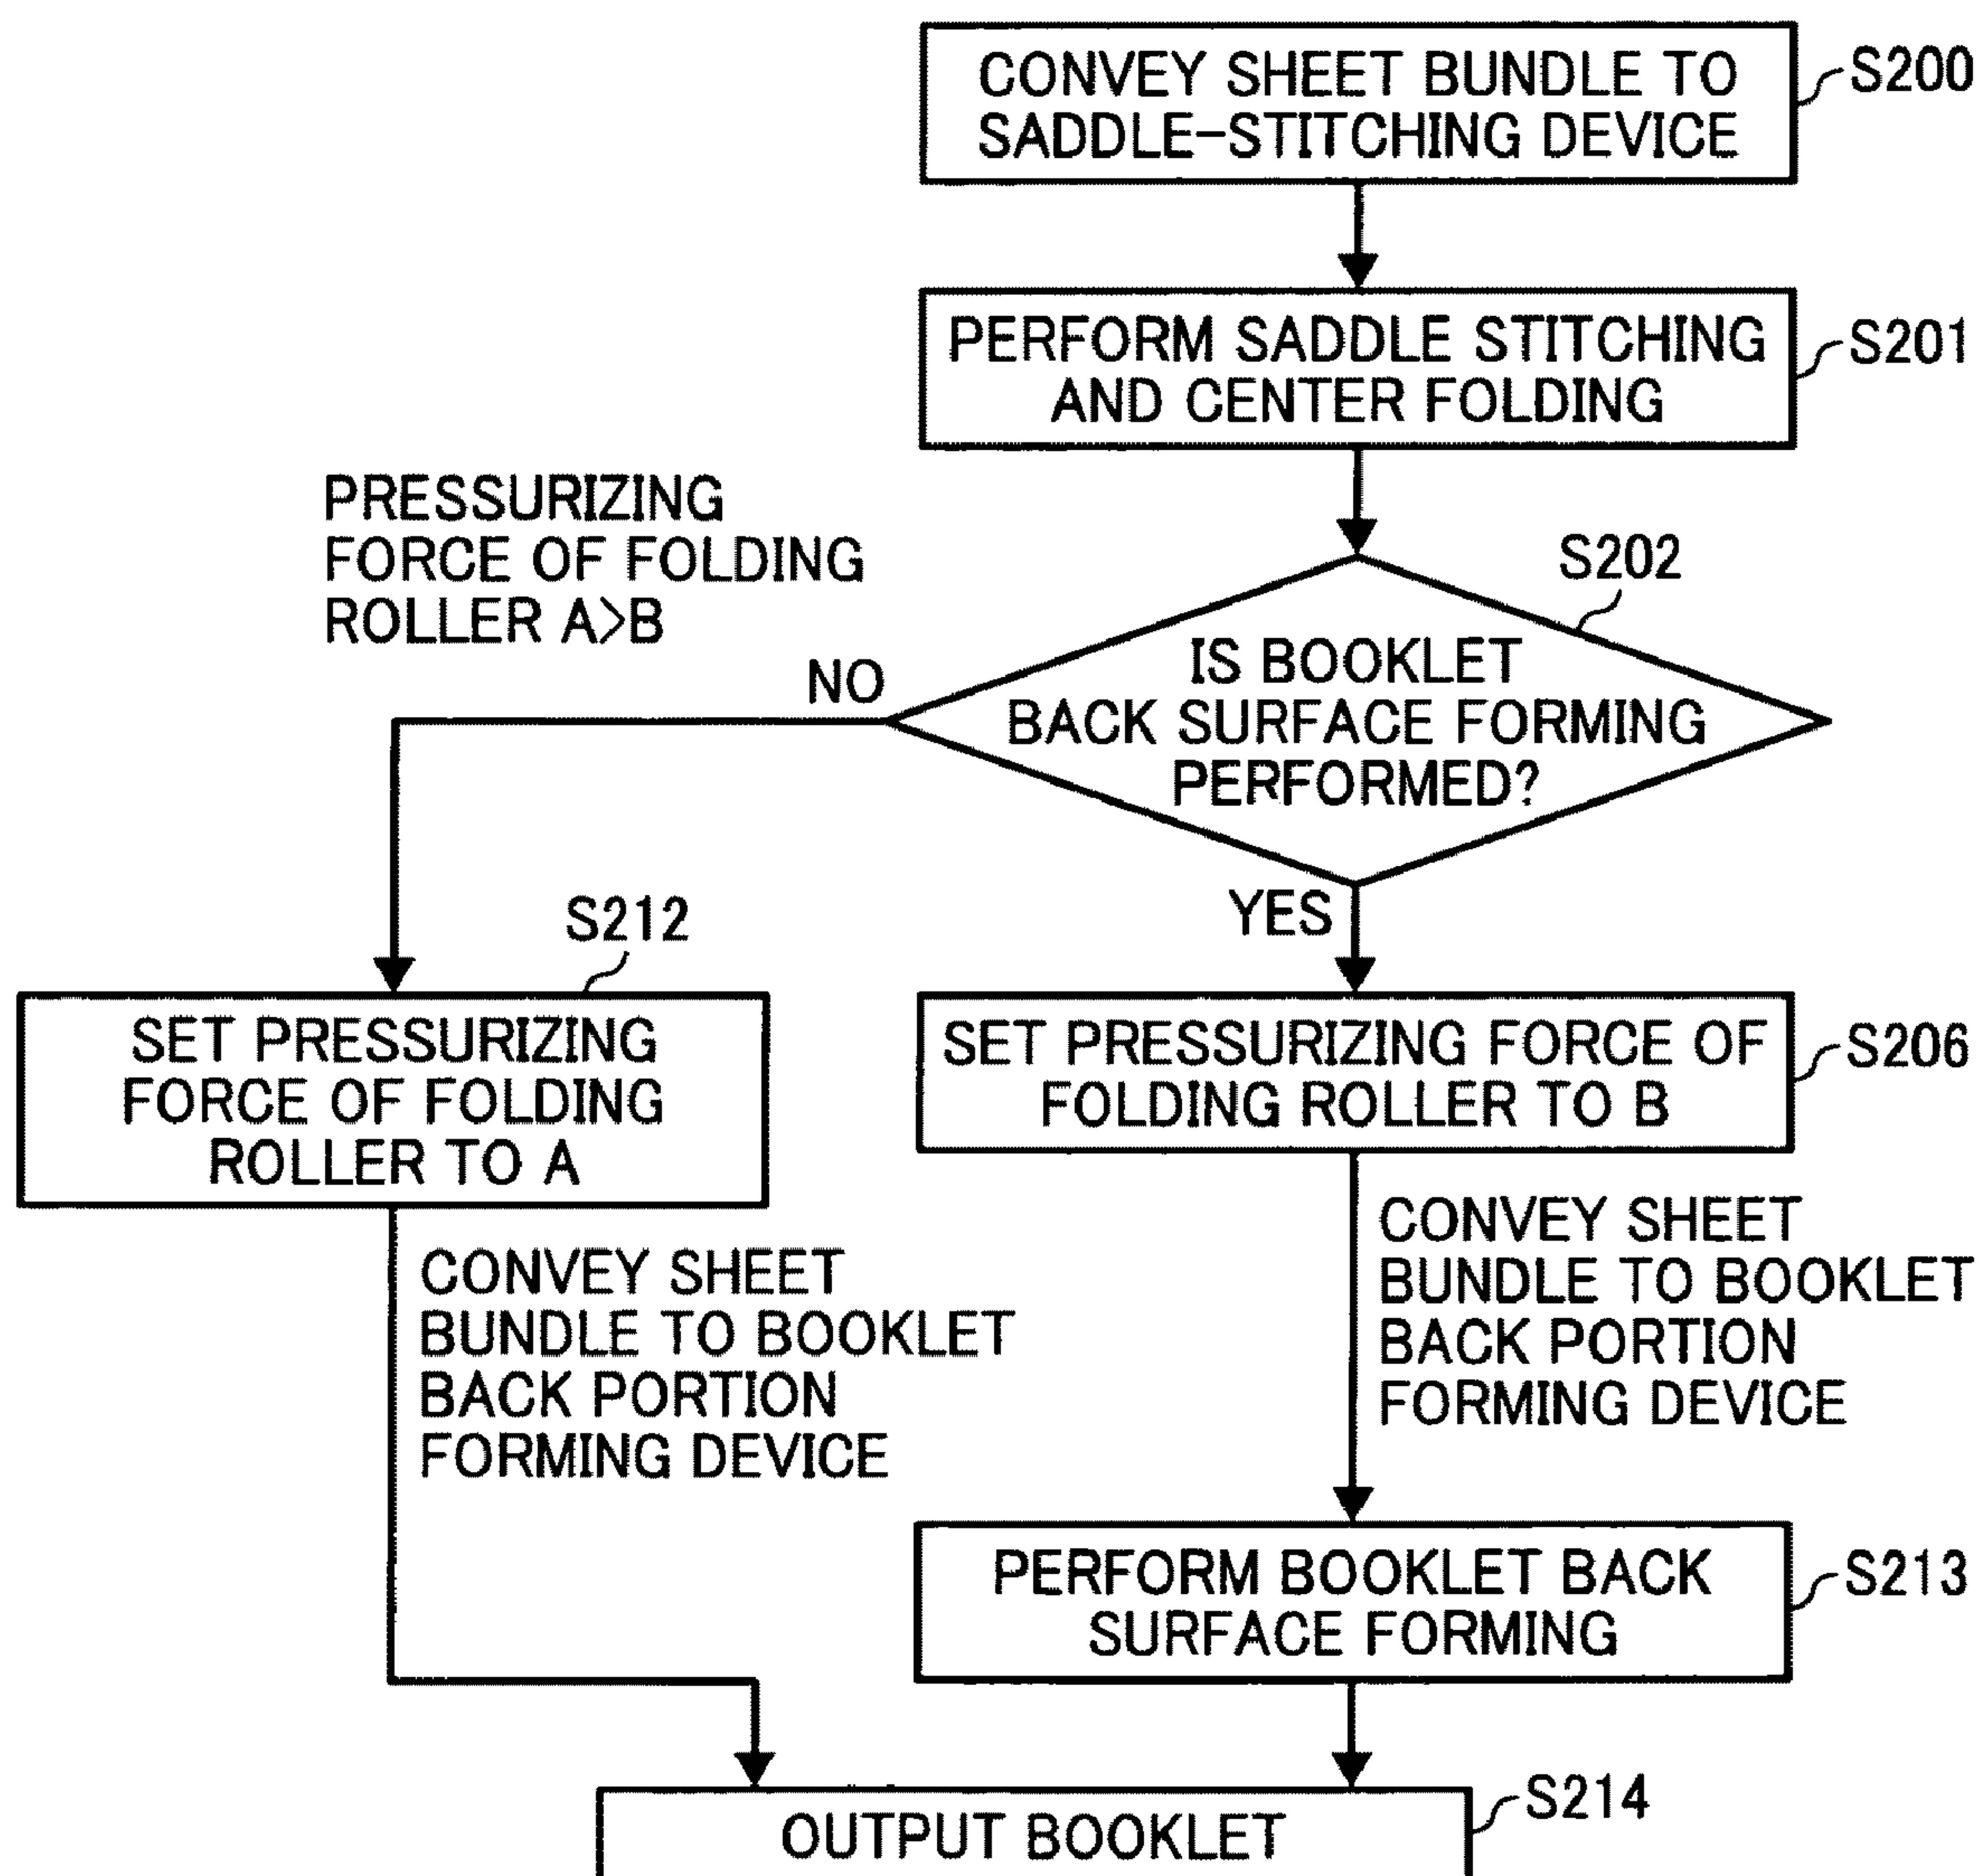 CONVEY SHEET BUNDLE TO
SADDLE-STITCHING DEVICE
S200
PERFORM SADDLE STITCHING
AND CENTER FOLDING
S201
PRESSURIZING
FORCE OF FOLDING
ROLLER A>B
S202
IS BOOKLET
BACK SURFACE FORMING
PERFORMED?
NO
YES
S212
SET PRESSURIZING
FORCE OF FOLDING
ROLLER TO A
SET PRESSURIZING FORCE OF
FOLDING ROLLER TO B
S206
CONVEY SHEET
BUNDLE TO BOOKLET
BACK PORTION
FORMING DEVICE
CONVEY SHEET
BUNDLE TO BOOKLET
BACK PORTION
FORMING DEVICE
PERFORM BOOKLET BACK
SURFACE FORMING
S213
OUTPUT BOOKLET
S214